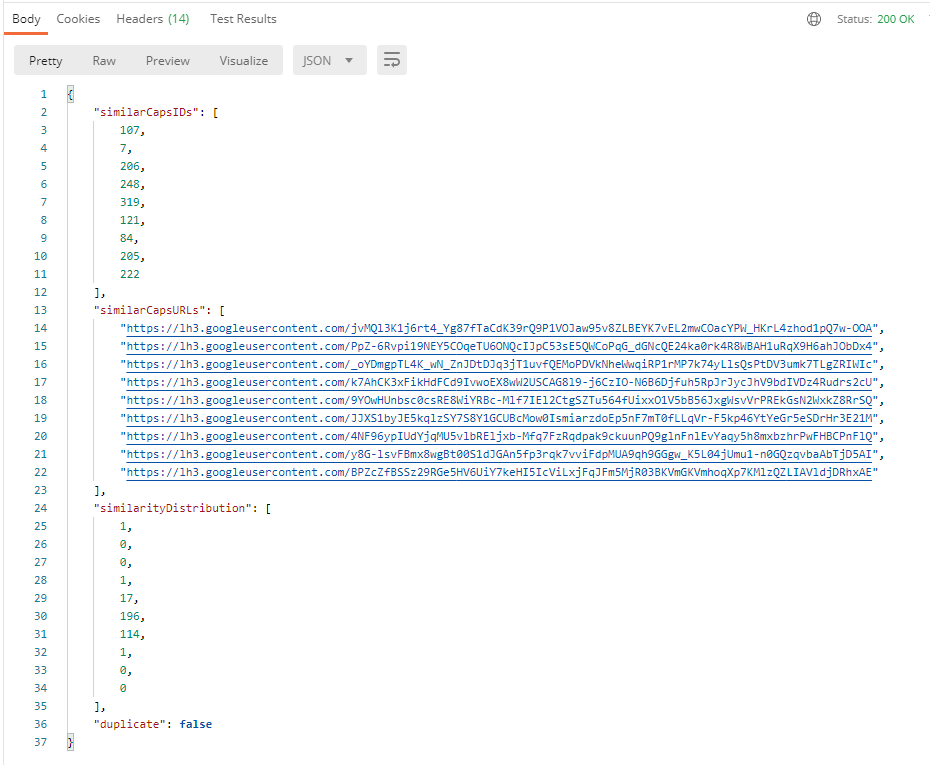 Body Cookies Headers (14) Test Results Status: 200 OK
Pretty Raw Preview Visualize JSON
1 {
2 "similarCapsIDs": [
3 107,
4 7,
5 206,
6 248,
7 319,
8 121,
9 84,
10 205,
11 222
12 ],
13 "similarCapsURLs": [
14 "https://lh3.googleusercontent.com/jvMQl3K1j6rt4_Yg87fTaCdK39rQ9P1VOJaw95v8ZLBEYK7vEL2mwCOacYPW_HKrL4zhod1pQ7w-OOA",
15 "https://lh3.googleusercontent.com/PpZ-6Rvpi19NEY5COqeTU6ONQcIJpC53sE5QWCoPqG_dGNcQE24ka0rk4R8WBAH1uRqX9H6ahJObDx4",
16 "https://lh3.googleusercontent.com/_oYDmgpTL4K_wN_ZnJDtDJq3jT1uvfQEMoPDVkNheWwqiRP1rMP7k74yLlsQsPtDV3umk7TLgZRIWIc",
17 "https://lh3.googleusercontent.com/k7AhCK3xFikHdFCd9IvwoEX8wW2USCAG8l9-j6CzIO-N6B6Djfuh5RpJrJycJhV9bdIVDz4Rudrs2cU",
18 "https://lh3.googleusercontent.com/9YOwHUnbsc0csRE8WiYRBc-Mlf7IEl2CtgSZTu564fUixxO1V5bB56JxgWsvVrPREkGsN2WxkZ8RrSQ",
19 "https://lh3.googleusercontent.com/JJXS1byJE5kqlzSY7S8Y1GCUBcMow0IsmiarzdoEp5nF7mT0fLLqVr-F5kp46YtYeGr5eSDrHr3E21M",
20 "https://lh3.googleusercontent.com/4NF96ypIUdYjqMU5vlbREljxb-Mfq7FzRqdpak9ckuunPQ9glnFnlEvYaqy5h8mxbzhrPwFHBCPnFlQ",
21 "https://lh3.googleusercontent.com/y8G-lsvFBmx8wgBt00S1dJGAn5fp3rqk7vviFdpMUA9qh9GGgw_K5L04jUmu1-n0GQzqvbaAbTjD5AI",
22 "https://lh3.googleusercontent.com/BPZcZfBSSz29RGe5HV6UiY7keHI5IcViLxjFqJFm5MjR03BKVmGKVmhoqXp7KMlzQZLIAVldjDRhxAE"
23 ],
24 "similarityDistribution": [
25 1,
26 0,
27 0,
28 1,
29 17,
30 196,
31 114,
32 1,
33 0,
34 0
35 ],
36 "duplicate": false
37 }